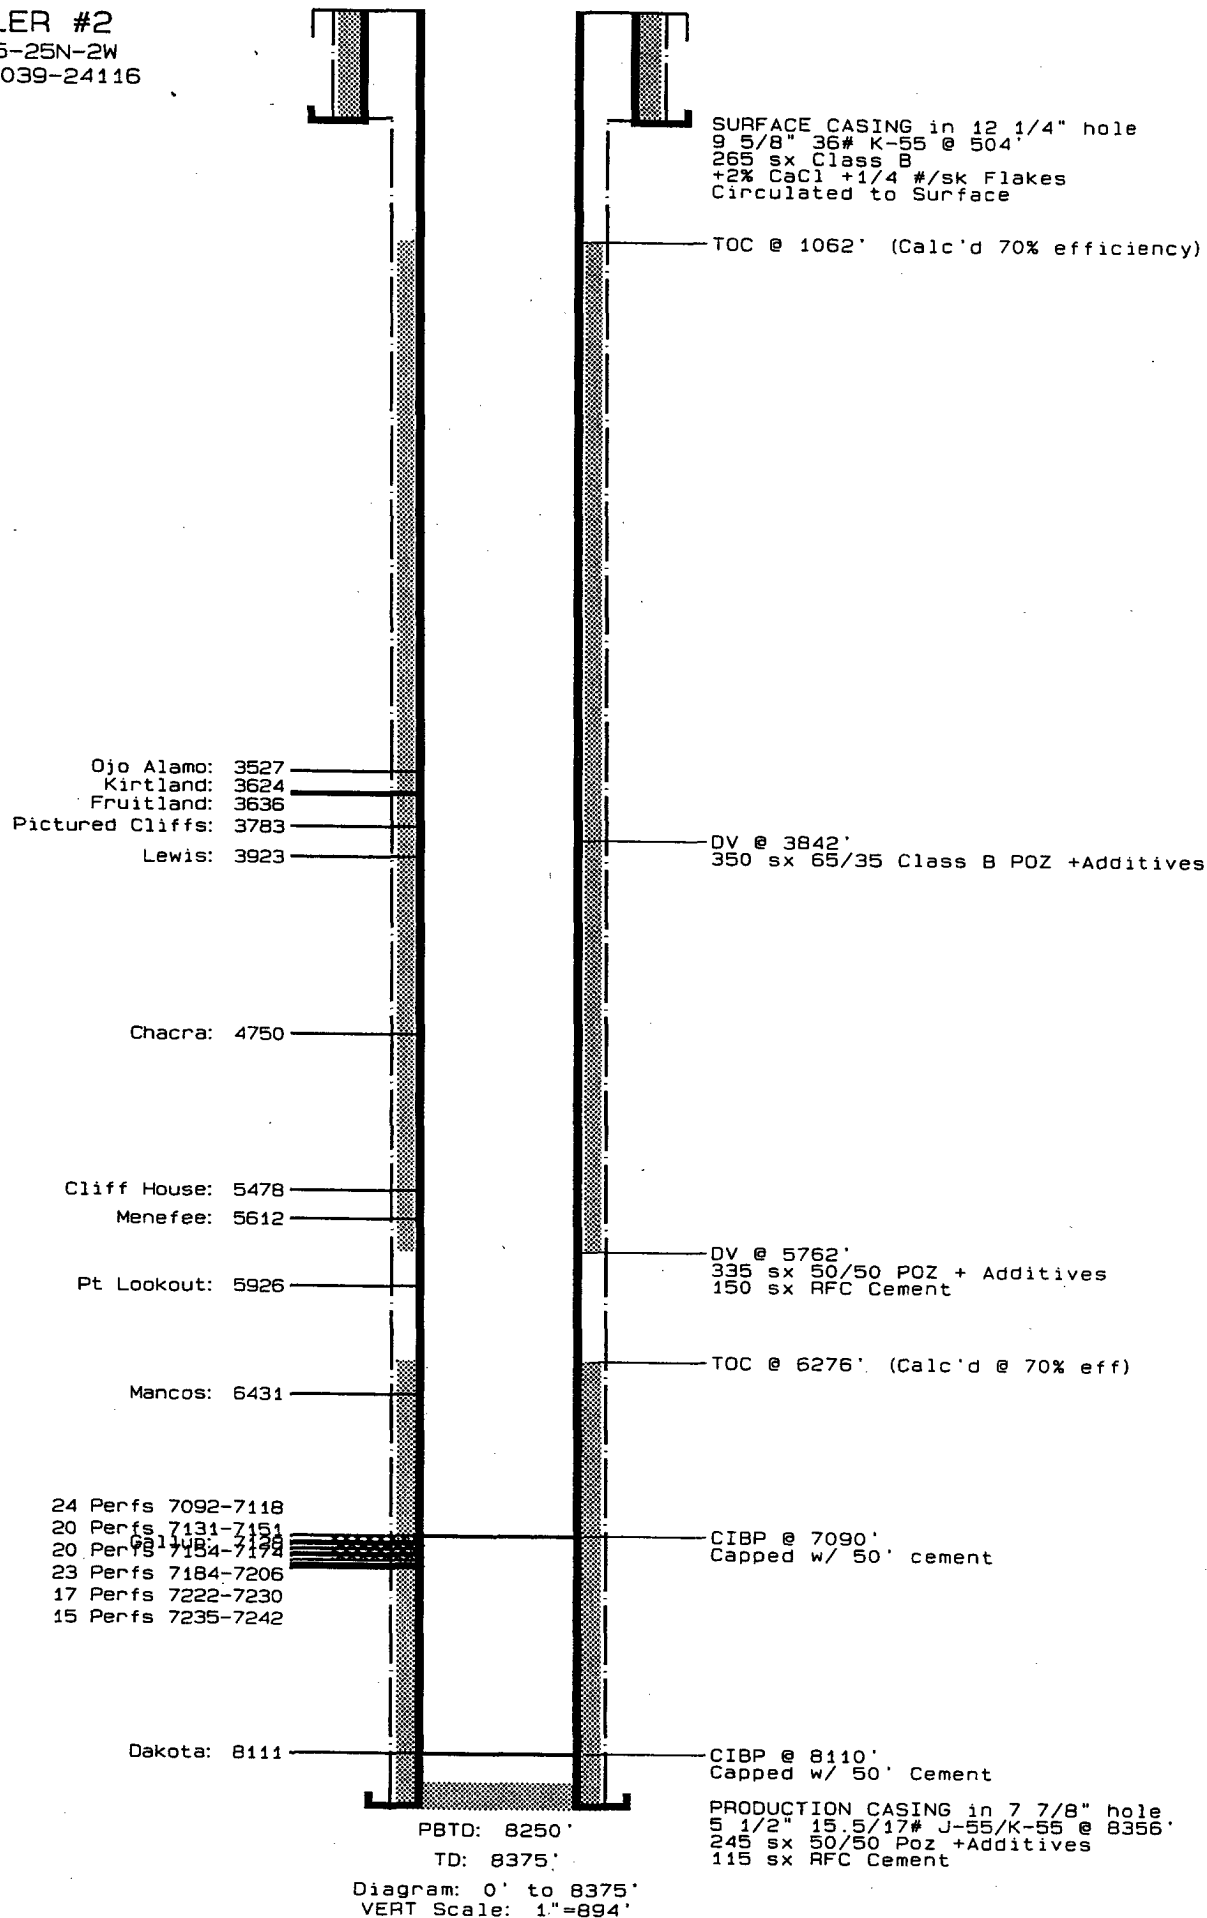 LER #2
5-25N-2W
039-24116
SURFACE CASING in 12 1/4" hole
9 5/8" 36# K-55 @ 504'
265 sx Class B
+2% CaCl +1/4 #/sk Flakes
Circulated to Surface
TOC @ 1062' (Calc'd 70% efficiency)
Ojo Alamo: 3527
Kirtland: 3624
Fruitland: 3636
Pictured Cliffs: 3783
Lewis: 3923
DV @ 3842'
350 sx 65/35 Class B POZ +Additives
Chacra: 4750
Cliff House: 5478
Menefee: 5612
DV @ 5762'
335 sx 50/50 POZ + Additives
150 sx RFC Cement
Pt Lookout: 5926
TOC @ 6276' (Calc'd @ 70% eff)
Mancos: 6431
24 Perfs 7092-7118
20 Perfs 7131-7151
Gallup:
20 Perfs 7154-7174
23 Perfs 7184-7206
17 Perfs 7222-7230
15 Perfs 7235-7242
CIBP @ 7090'
Capped w/ 50' cement
Dakota: 8111
CIBP @ 8110'
Capped w/ 50' Cement
PRODUCTION CASING in 7 7/8" hole
5 1/2" 15.5/17# J-55/K-55 @ 8356'
245 sx 50/50 Poz +Additives
115 sx RFC Cement
PBTD: 8250'
TD: 8375'
Diagram: 0' to 8375'
VERT Scale: 1"=894'